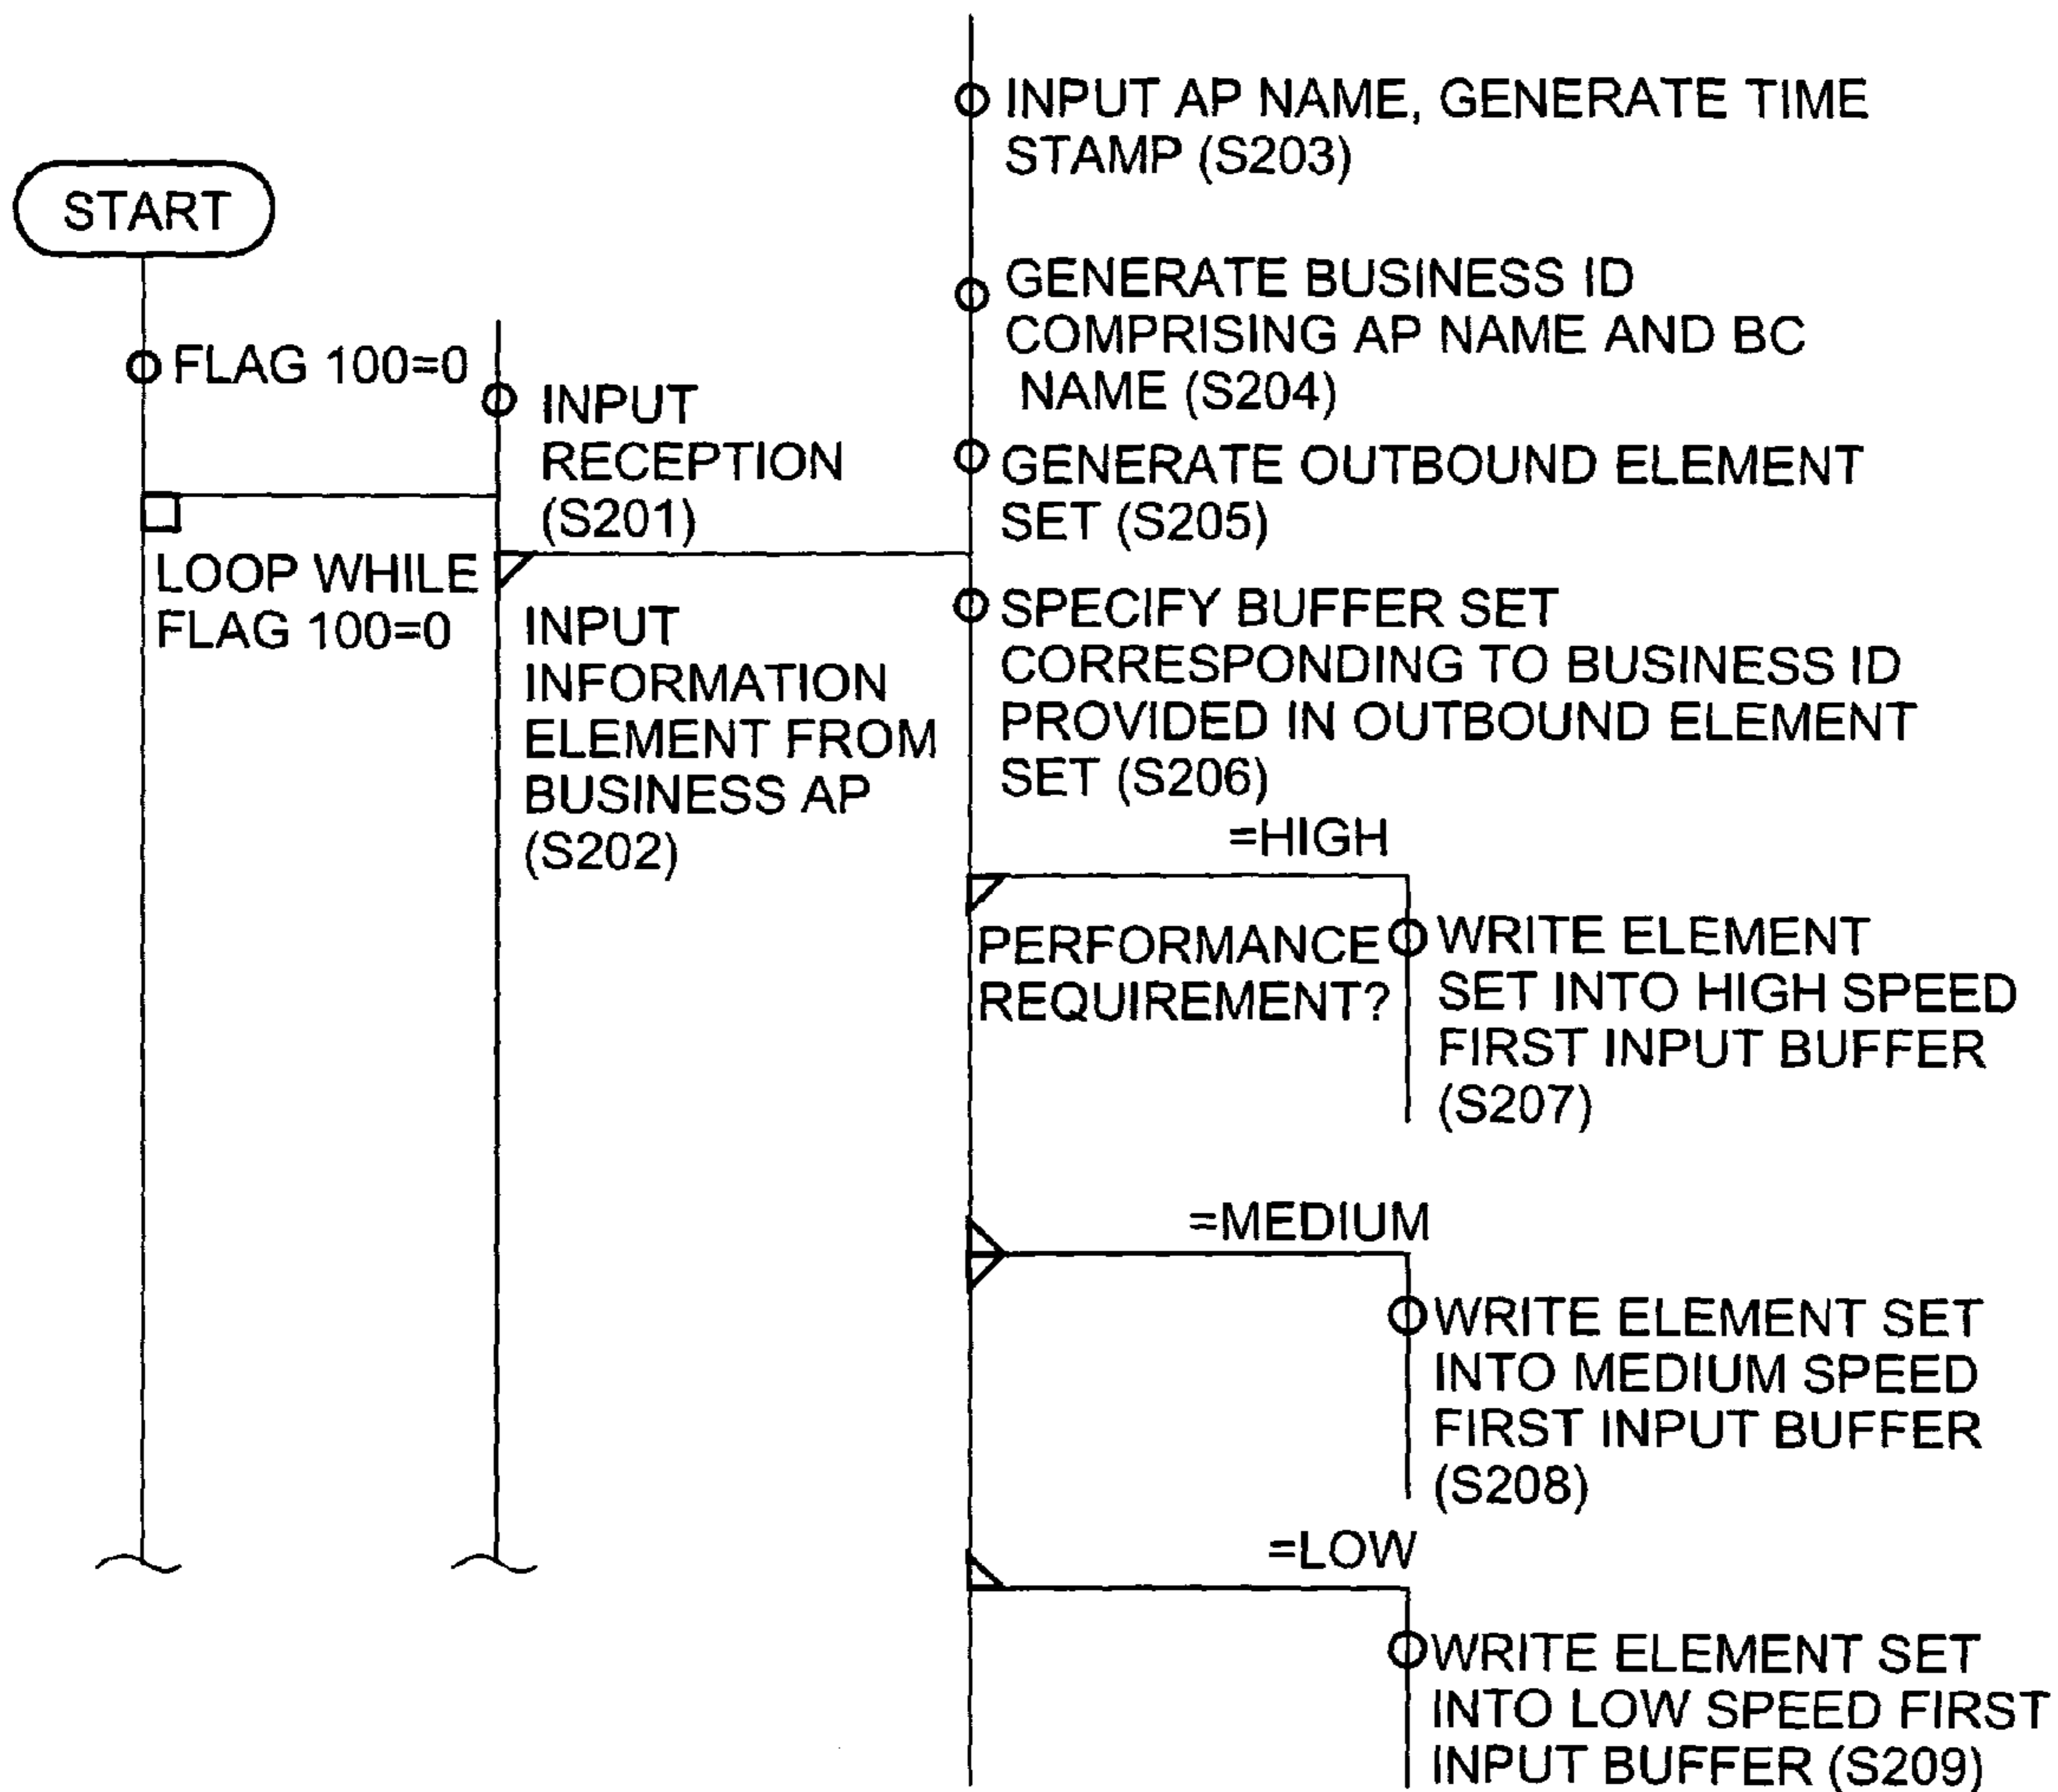 START
FLAG 100=0
LOOP WHILE
FLAG 100=0
INPUT
RECEPTION
(S201)
INPUT
INFORMATION
ELEMENT FROM
BUSINESS AP
(S202)
INPUT AP NAME, GENERATE TIME
STAMP (S203)
GENERATE BUSINESS ID
COMPRISING AP NAME AND BC
NAME (S204)
GENERATE OUTBOUND ELEMENT
SET (S205)
SPECIFY BUFFER SET
CORRESPONDING TO BUSINESS ID
PROVIDED IN OUTBOUND ELEMENT
SET (S206)
=HIGH
PERFORMANCE
REQUIREMENT?
WRITE ELEMENT
SET INTO HIGH SPEED
FIRST INPUT BUFFER
(S207)
=MEDIUM
WRITE ELEMENT SET
INTO MEDIUM SPEED
FIRST INPUT BUFFER
(S208)
=LOW
WRITE ELEMENT SET
INTO LOW SPEED FIRST
INPUT BUFFER (S209)